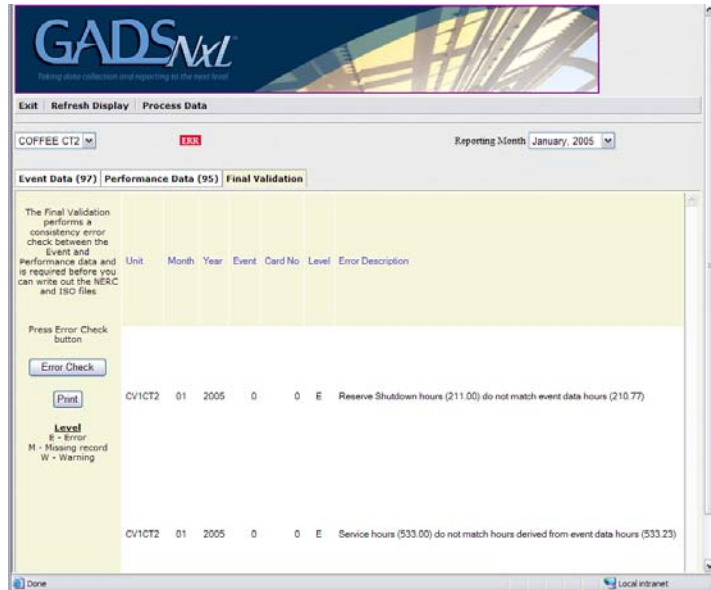 GADSNxL
Taking data collection and reporting to the next level
Exit Refresh Display Process Data
COFFEE CT2 ERR Reporting Month January, 2005
Event Data (97) Performance Data (95) Final Validation
The Final Validation
performs a
consistency error
check between the
Event and
Performance data and
is required before you
can write out the NERC
and ISO files
Unit Month Year Event Card No Level Error Description
Press Error Check
button
Error Check
Print
Level
E - Error
M - Missing record
W - Warning
CV1CT2 01 2005 0 0 E Reserve Shutdown hours (211.00) do not match event data hours (210.77)
CV1CT2 01 2005 0 0 E Service hours (533.00) do not match hours derived from event data hours (533.23)
Done Local intranet